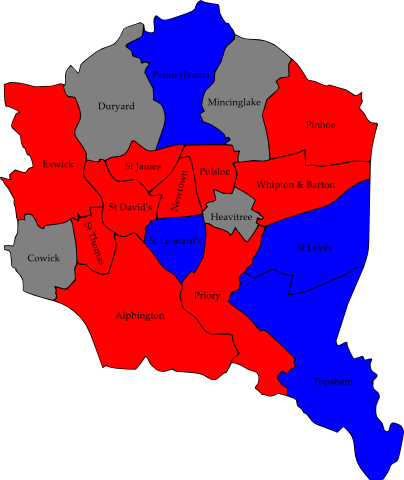 Pennsylvania
Duryard
Mincinglake
Pinhoe
Exwick
St James
Polsloe
Newtown
Whipton & Barton
St David's
Heavitree
St Thomas
St Leonard's
St Loyes
Cowick
Priory
Alphington
Topsham